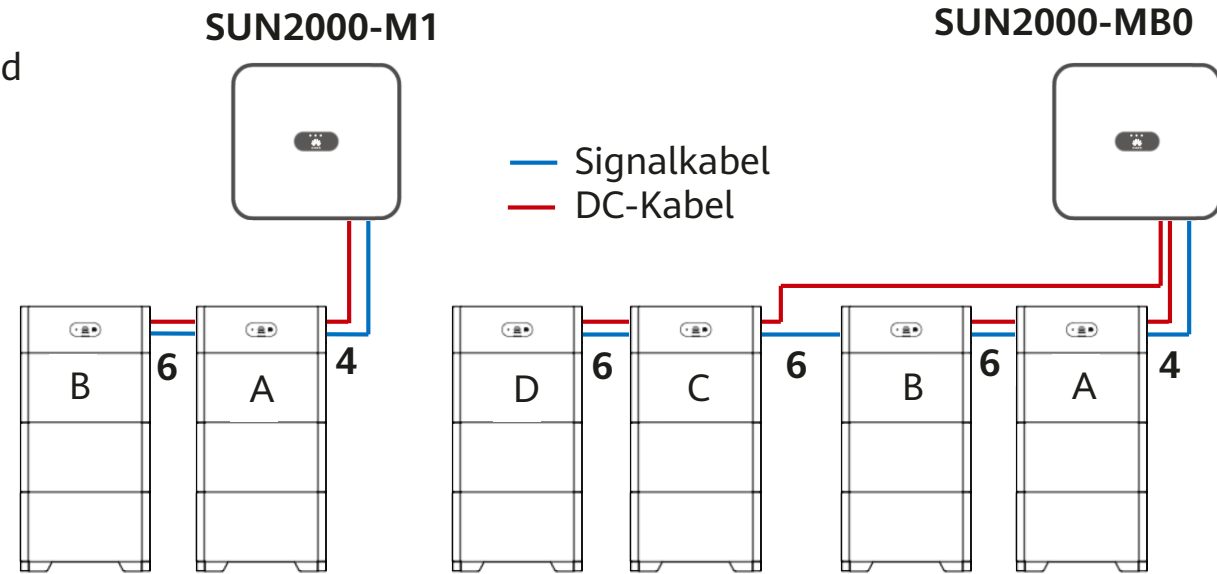 SUN2000-M1
SUN2000-MB0
d
Signalkabel
DC-Kabel
B
6
A
4
D
6
C
6
B
6
A
4